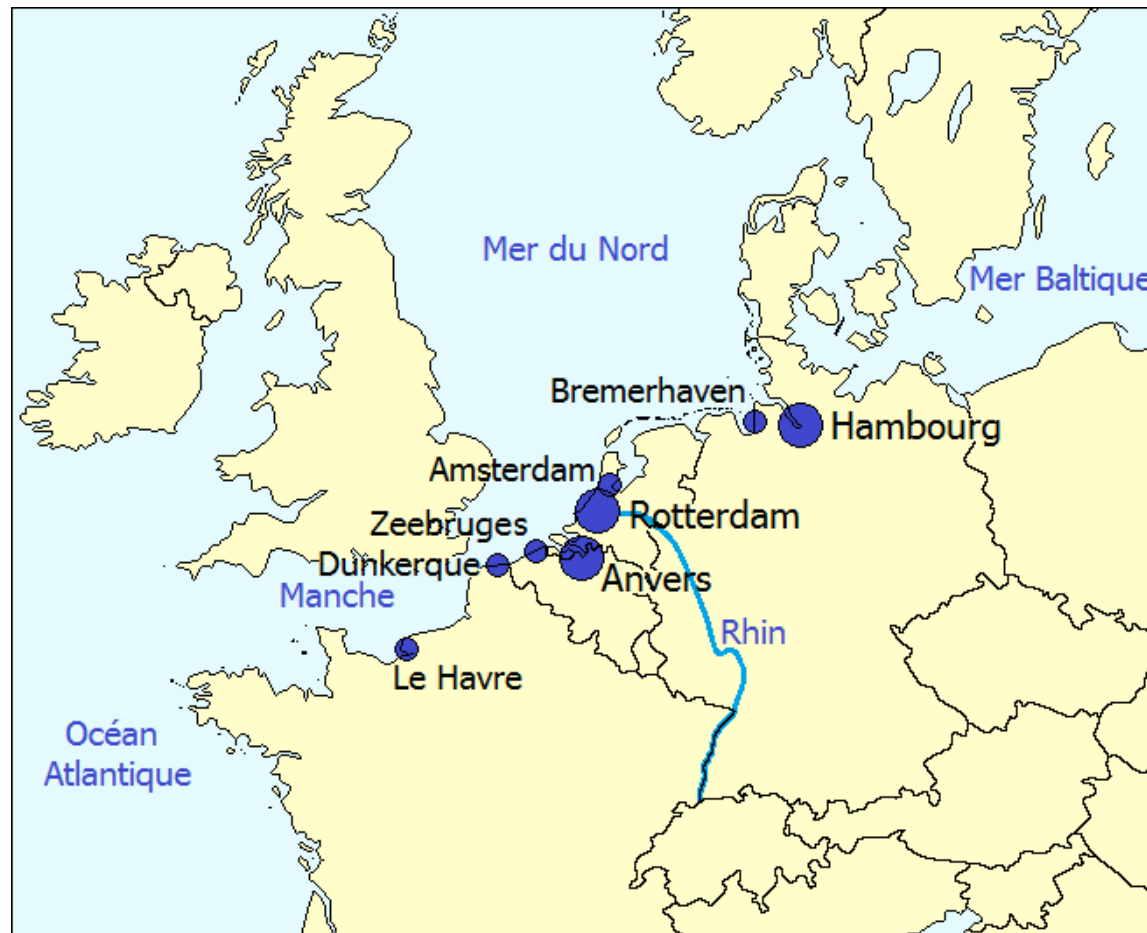 Mer du Nord
Mer Baltique
Bremerhaven
Hambourg
Amsterdam
Rotterdam
Zeebruges
Dunkerque
Anvers
Manche
Rhin
Le Havre
Océan
Atlantique